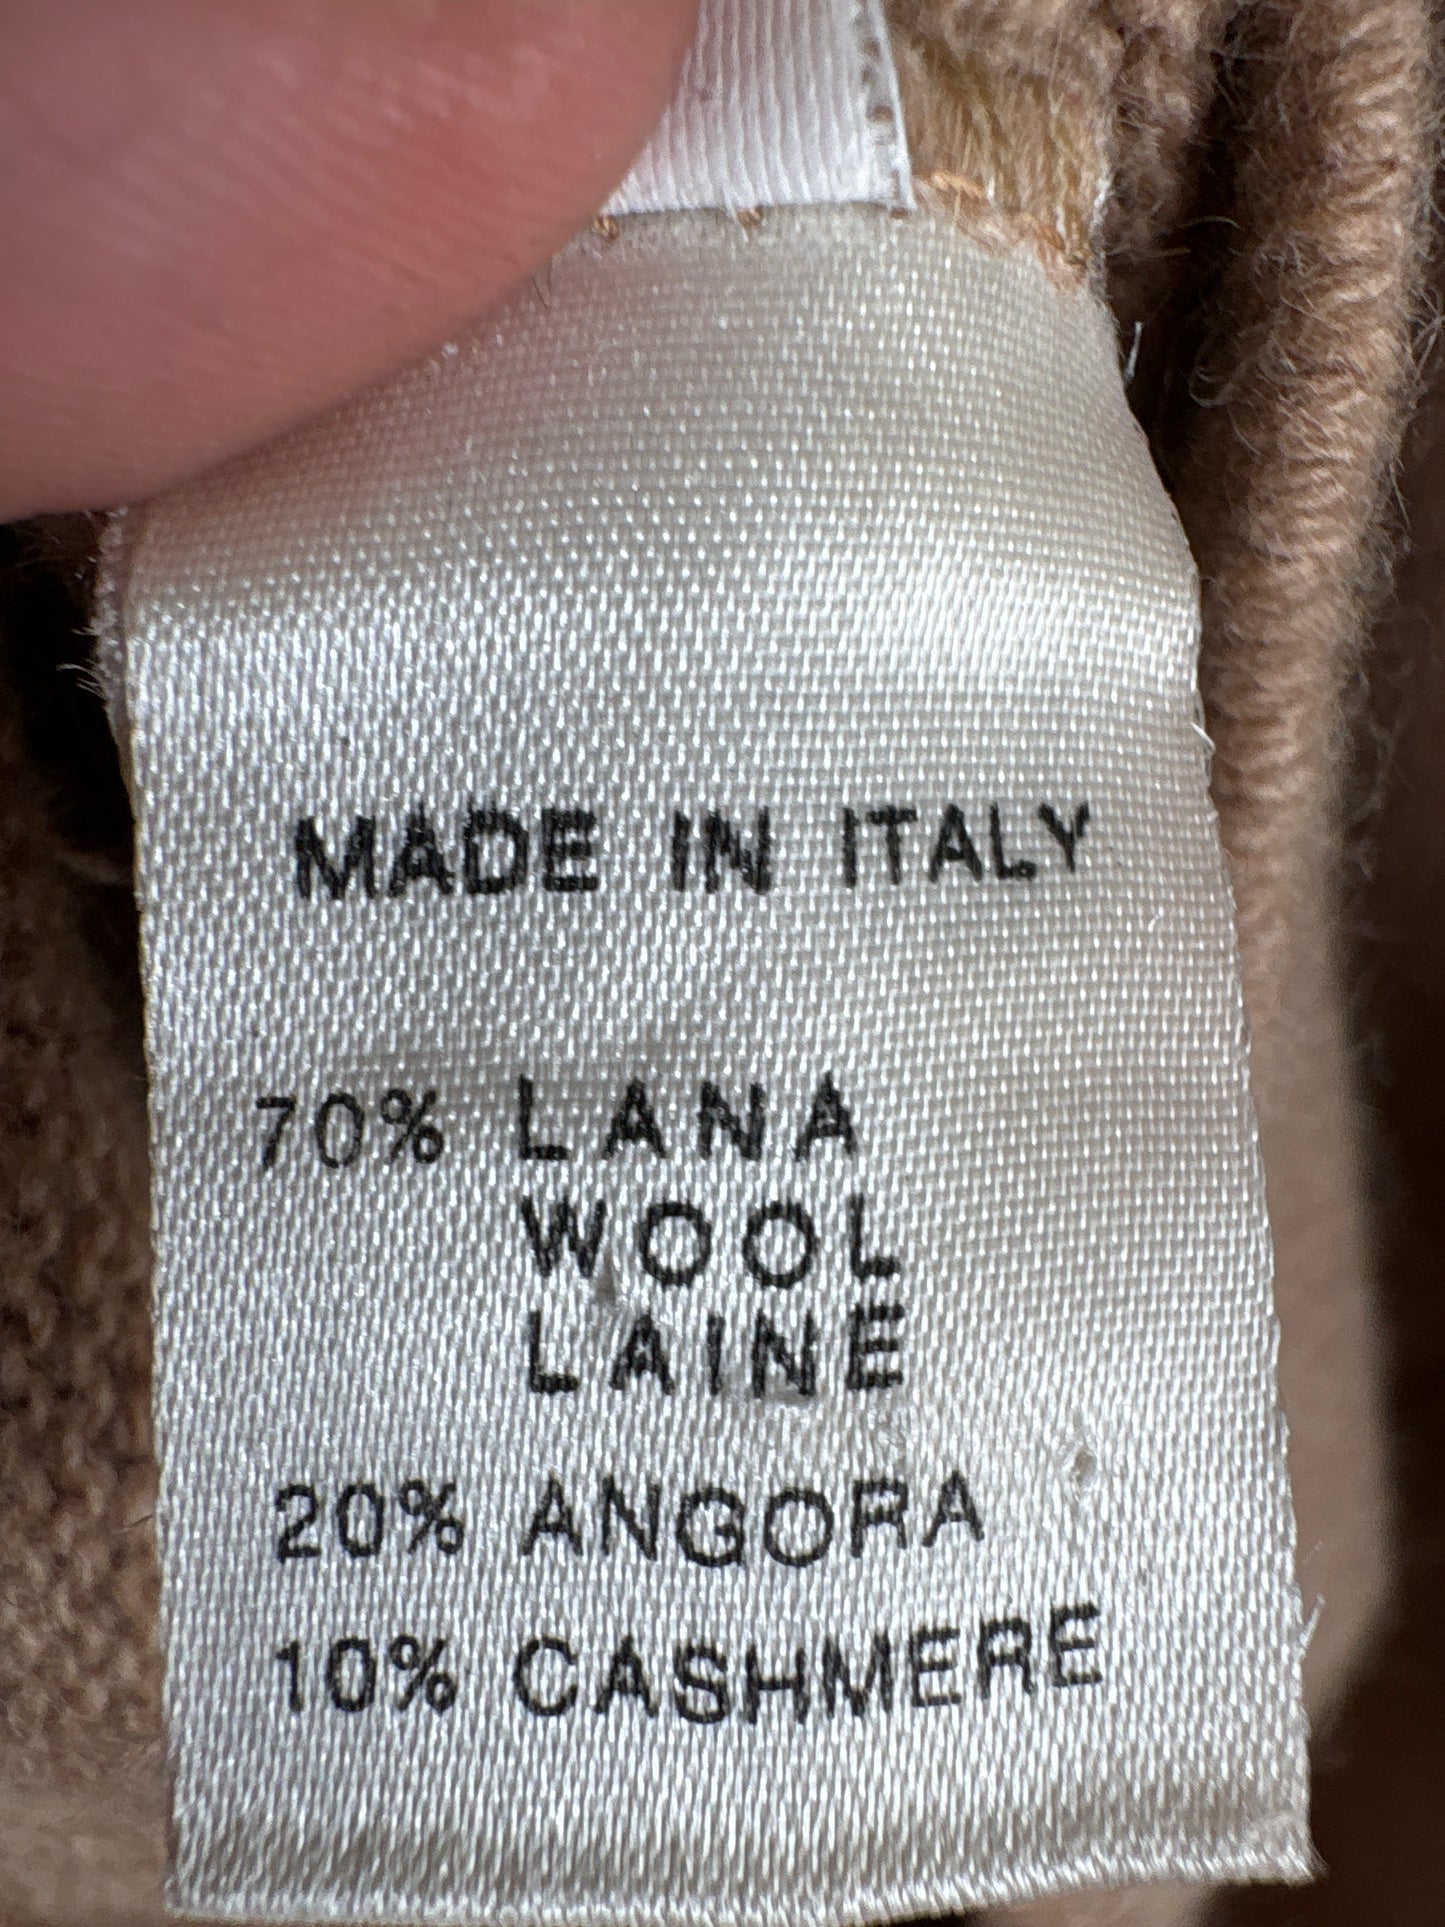 MADE IN ITALY
70% LANA
WOOL
LAINE
20% ANGORA
10% CASHMERE